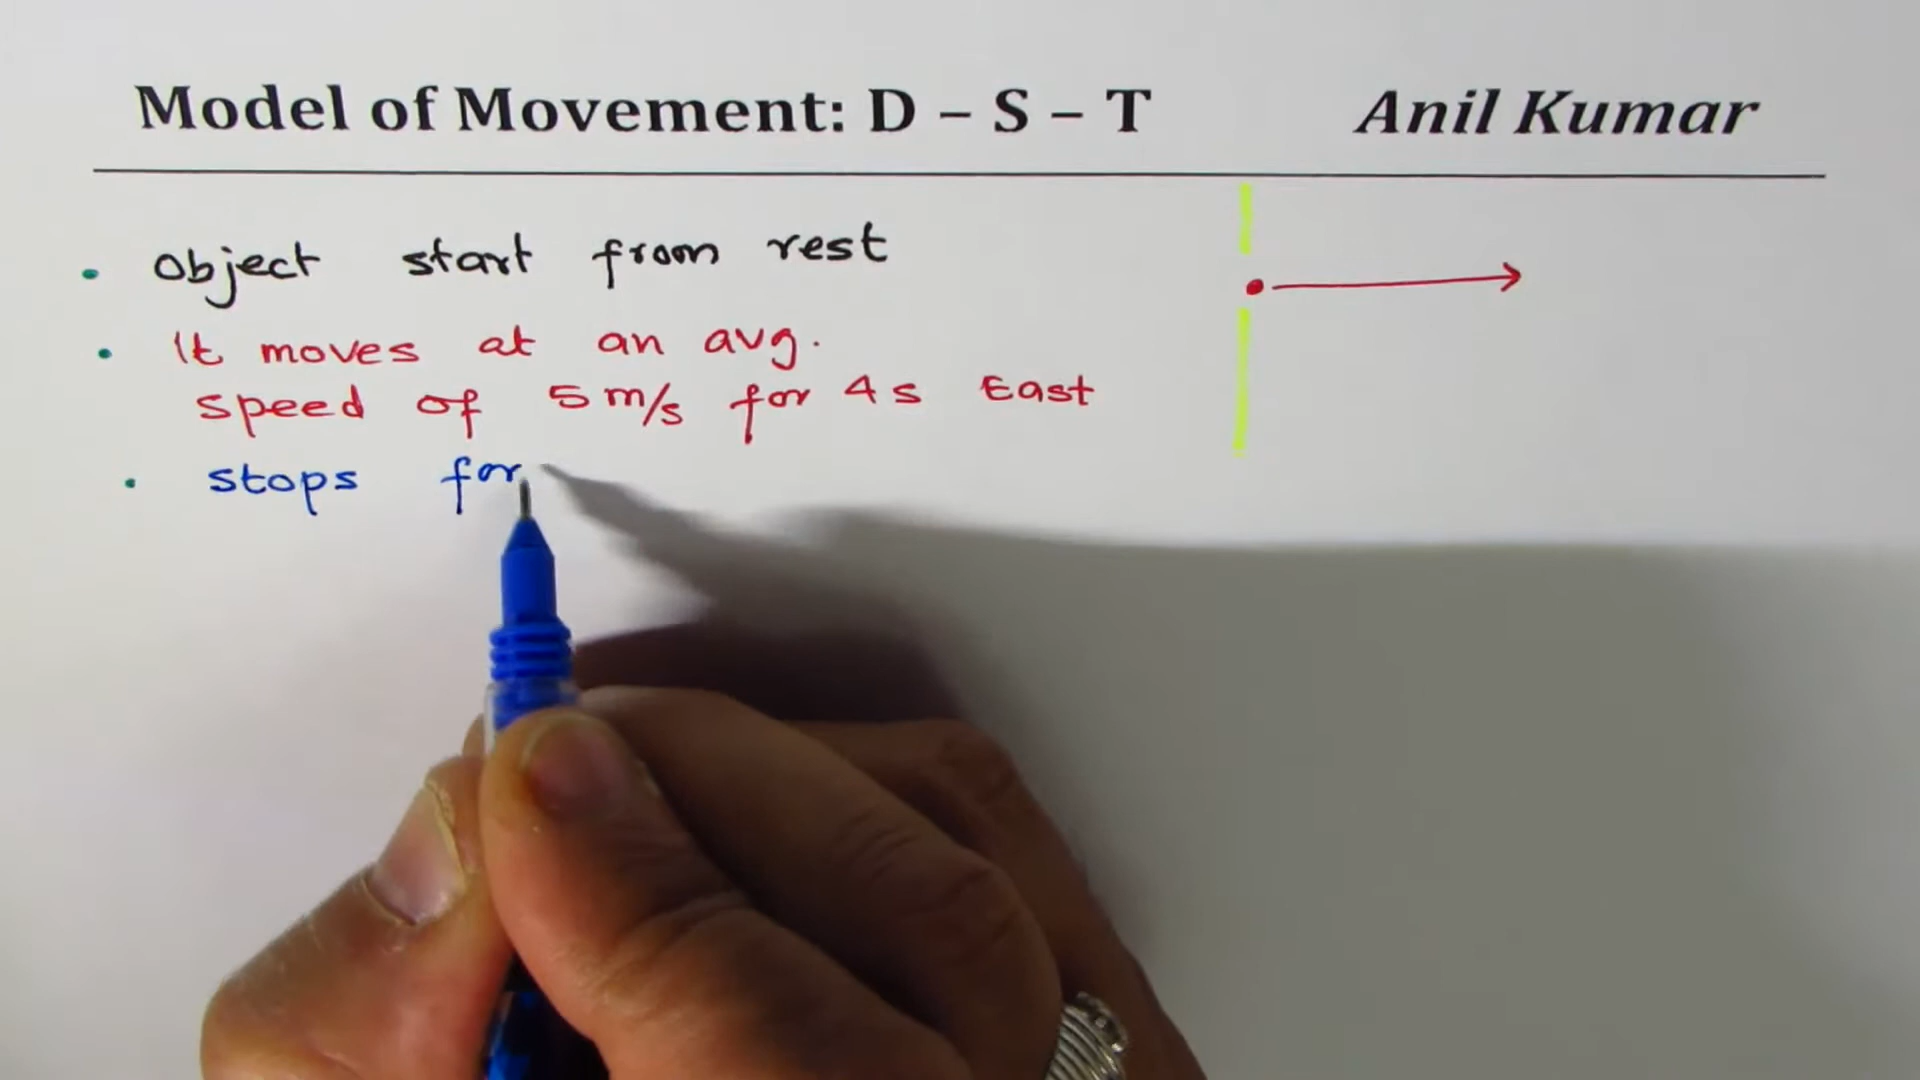 Model of Movement: D – S – T Anil Kumar
• Object start from rest
• It moves at an avg.
speed of 5 m/s for 4 s East
• stops for